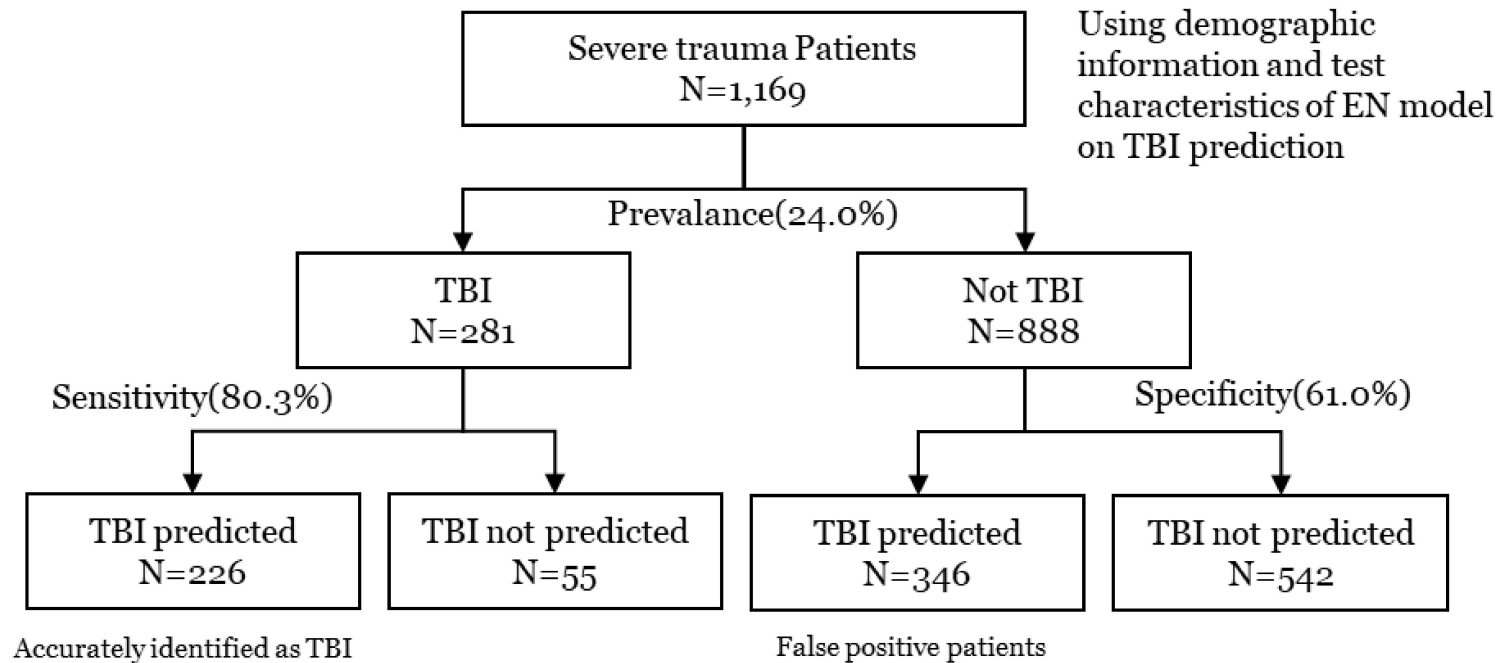 Severe trauma Patients
N=1,169
Using demographic
information and test
characteristics of EN model
on TBI prediction
Prevalance(24.0%)
TBI
N=281
Not TBI
N=888
Sensitivity(80.3%)
Specificity(61.0%)
TBI predicted
N=226
TBI not predicted
N=55
TBI predicted
N=346
TBI not predicted
N=542
Accurately identified as TBI
False positive patients